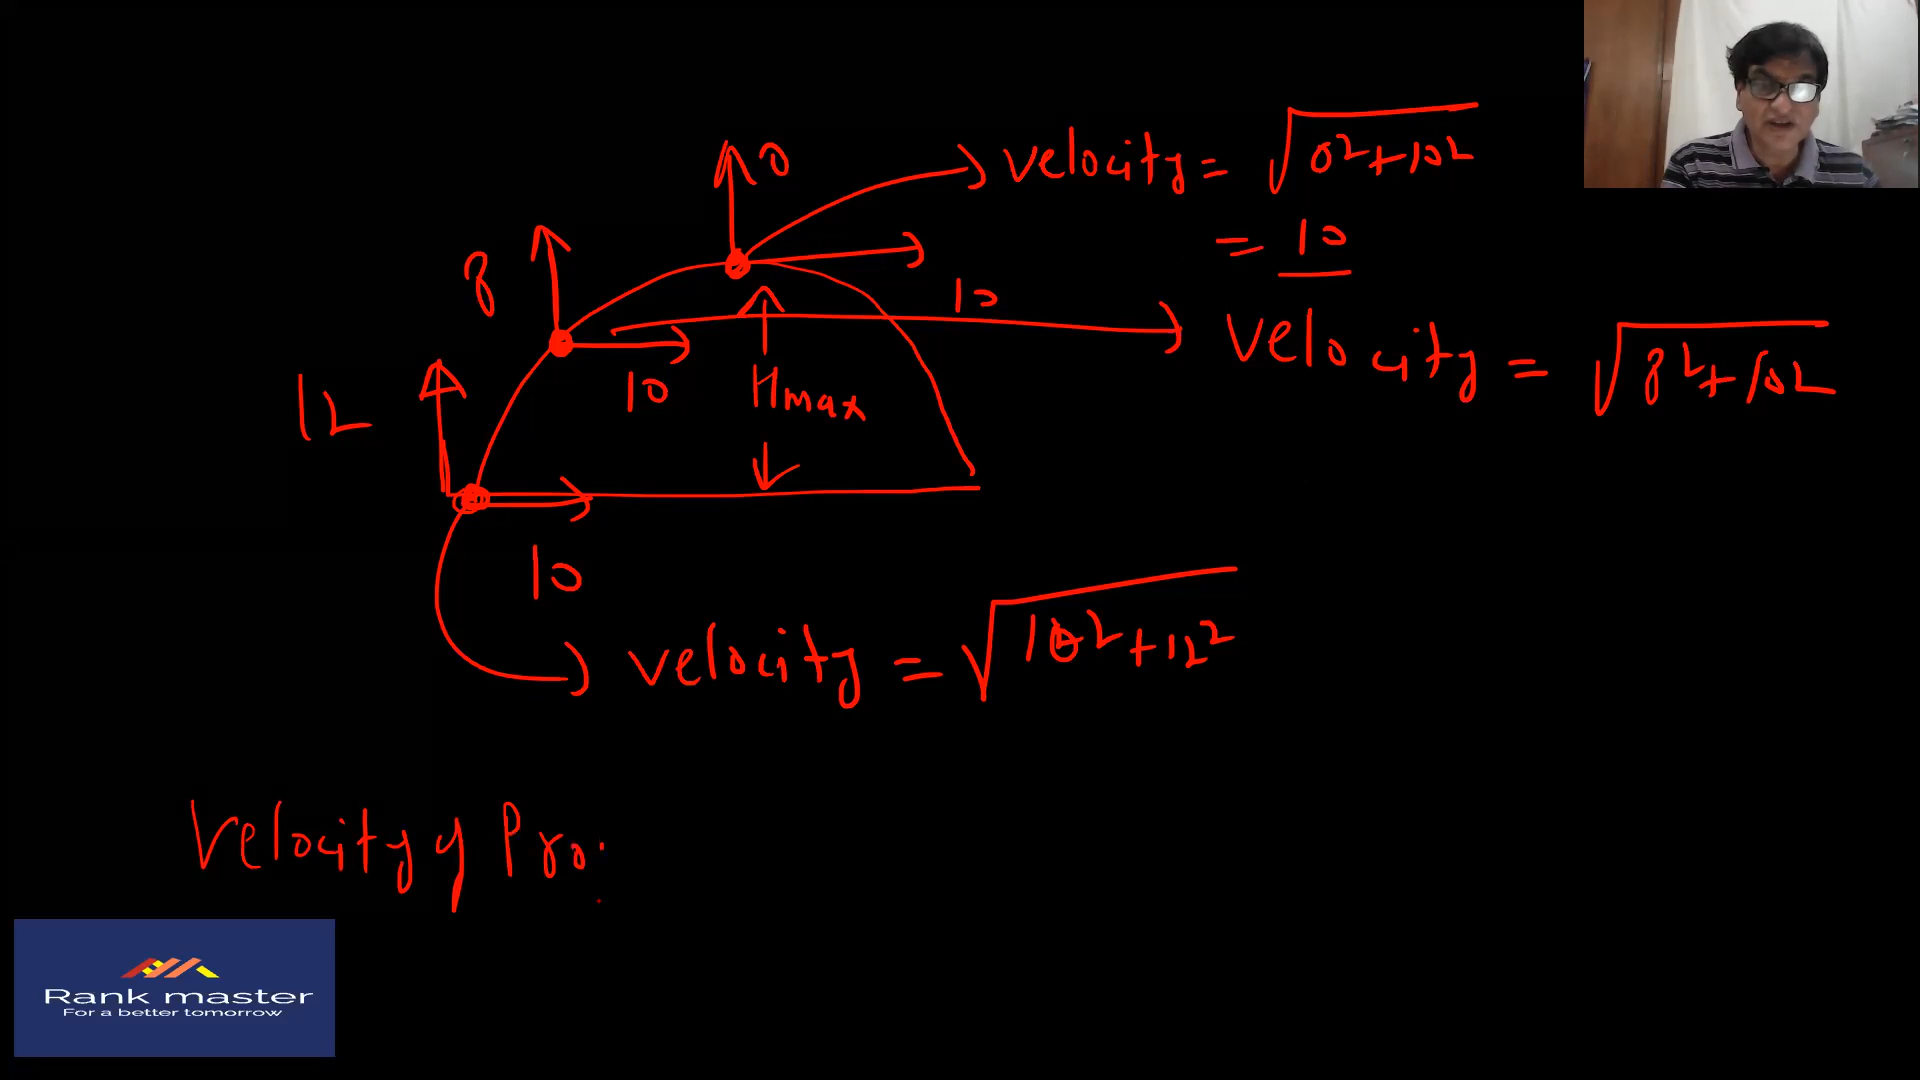 0
velocity = √0²+10²
= 10
8
10
10
velocity = √8²+10²
12
Hmax
10
velocity = √10²+12²
Velocity of Pro
Rank master
For a better tomorrow